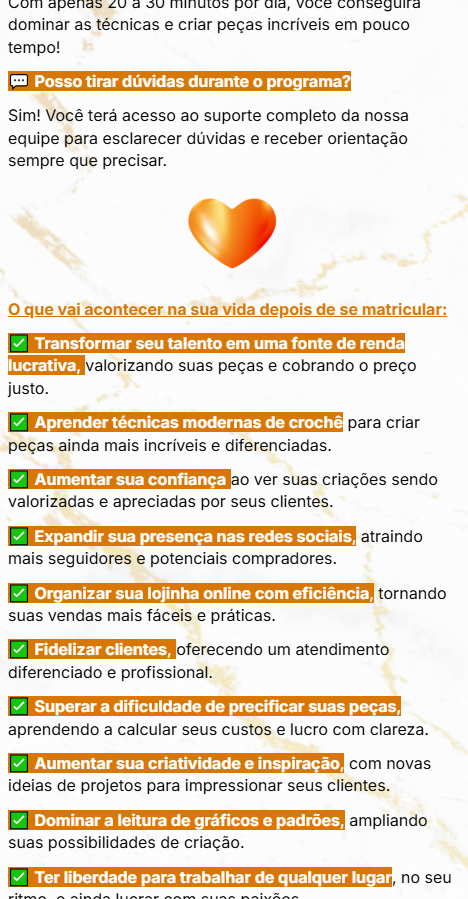 Com apenas 20 a 30 minutos por dia, você conseguirá
dominar as técnicas e criar peças incríveis em pouco
tempo!
💬 Posso tirar dúvidas durante o programa?
Sim! Você terá acesso ao suporte completo da nossa
equipe para esclarecer dúvidas e receber orientação
sempre que precisar.
O que vai acontecer na sua vida depois de se matricular:
✅ Transformar seu talento em uma fonte de renda
lucrativa, valorizando suas peças e cobrando o preço
justo.
✅ Aprender técnicas modernas de crochê para criar
peças ainda mais incríveis e diferenciadas.
✅ Aumentar sua confiança ao ver suas criações sendo
valorizadas e apreciadas por seus clientes.
✅ Expandir sua presença nas redes sociais, atraindo
mais seguidores e potenciais compradores.
✅ Organizar sua lojinha online com eficiência, tornando
suas vendas mais fáceis e práticas.
✅ Fidelizar clientes, oferecendo um atendimento
diferenciado e profissional.
✅ Superar a dificuldade de precificar suas peças,
aprendendo a calcular seus custos e lucro com clareza.
✅ Aumentar sua criatividade e inspiração, com novas
ideias de projetos para impressionar seus clientes.
✅ Dominar a leitura de gráficos e padrões, ampliando
suas possibilidades de criação.
✅ Ter liberdade para trabalhar de qualquer lugar, no seu
ritmo, e ainda lucrar com suas paixões.